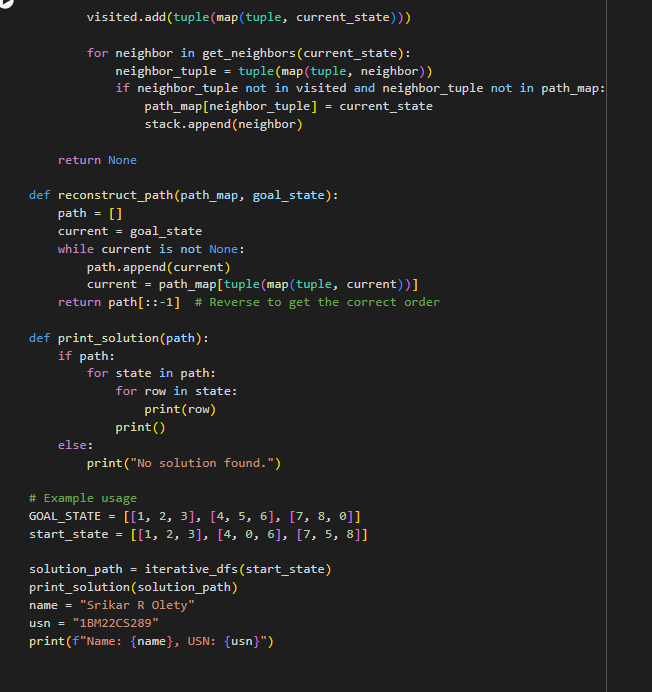 visited.add(tuple(map(tuple, current_state)))

        for neighbor in get_neighbors(current_state):
            neighbor_tuple = tuple(map(tuple, neighbor))
            if neighbor_tuple not in visited and neighbor_tuple not in path_map:
                path_map[neighbor_tuple] = current_state
                stack.append(neighbor)

    return None

def reconstruct_path(path_map, goal_state):
    path = []
    current = goal_state
    while current is not None:
        path.append(current)
        current = path_map[tuple(map(tuple, current))]
    return path[::-1]  # Reverse to get the correct order

def print_solution(path):
    if path:
        for state in path:
            for row in state:
                print(row)
            print()
    else:
        print("No solution found.")

# Example usage
GOAL_STATE = [[1, 2, 3], [4, 5, 6], [7, 8, 0]]
start_state = [[1, 2, 3], [4, 0, 6], [7, 5, 8]]

solution_path = iterative_dfs(start_state)
print_solution(solution_path)
name = "Srikar R Olety"
usn = "1BM22CS289"
print(f"Name: {name}, USN: {usn}")